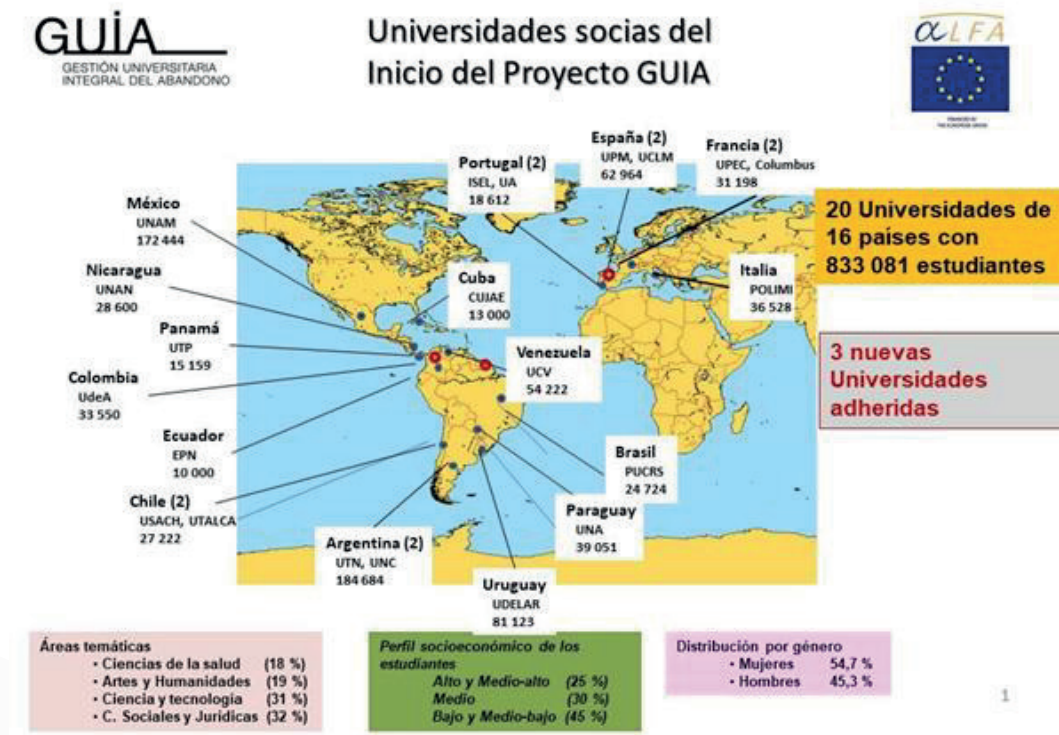 GUÍA
GESTIÓN UNIVERSITARIA
INTEGRAL DEL ABANDONO
Universidades socias del
Inicio del Proyecto GUIA
αLFA
España (2)
UPM, UCLM
62 964
Francia (2)
UPEC, Columbus
31 198
Portugal (2)
ISEL, UA
18 612
México
UNAM
172 444
20 Universidades de
16 países con
833 081 estudiantes
Nicaragua
UNAN
28 600
Cuba
CUJAE
13 000
Italia
POLIMI
36 528
Panamá
UTP
15 159
Venezuela
UCV
54 222
3 nuevas
Universidades
adheridas
Colombia
UdeA
33 550
Ecuador
EPN
10 000
Brasil
PUCRS
24 724
Chile (2)
USACH, UTALCA
27 222
Paraguay
UNA
39 051
Argentina (2)
UTN, UNC
184 684
Uruguay
UDELAR
81 123
Áreas temáticas
• Ciencias de la salud (18 %)
• Artes y Humanidades (19 %)
• Ciencia y tecnología (31 %)
• C. Sociales y Jurídicas (32 %)
Perfil socioeconómico de los
estudiantes
Alto y Medio-alto (25 %)
Medio (30 %)
Bajo y Medio-bajo (45 %)
Distribución por género
• Mujeres 54,7 %
• Hombres 45,3 %
1